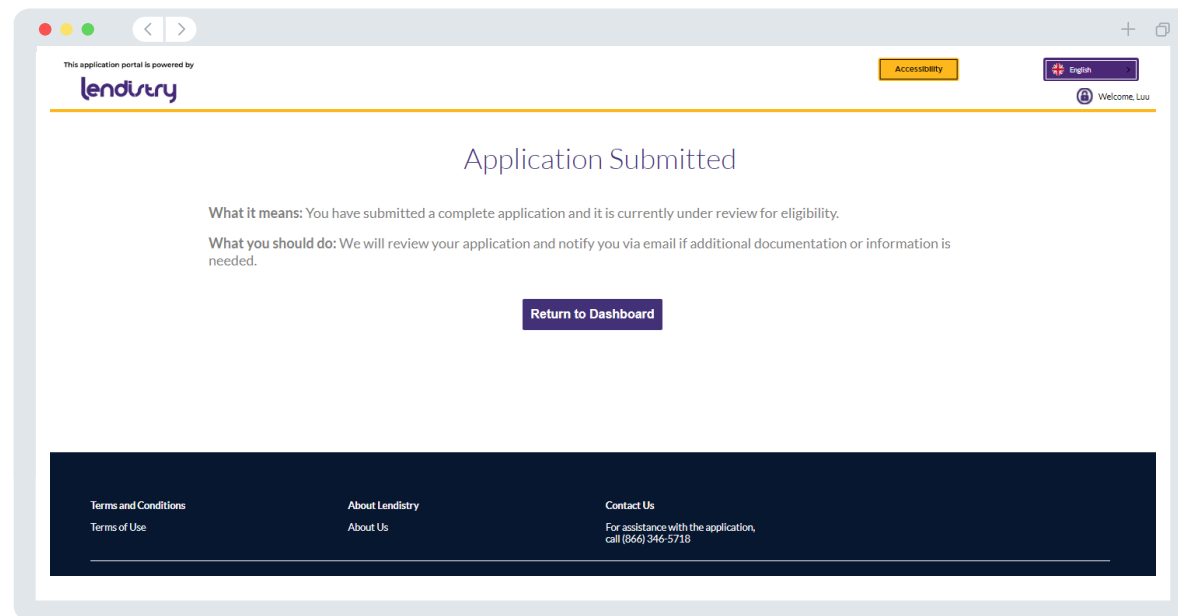 This application portal is powered by
lendistry
Accessibility
English
Welcome, Luu
Application Submitted
What it means: You have submitted a complete application and it is currently under review for eligibility.
What you should do: We will review your application and notify you via email if additional documentation or information is
needed.
Return to Dashboard
Terms and Conditions
Terms of Use
About Lendistry
About Us
Contact Us
For assistance with the application,
call (866) 346-5718